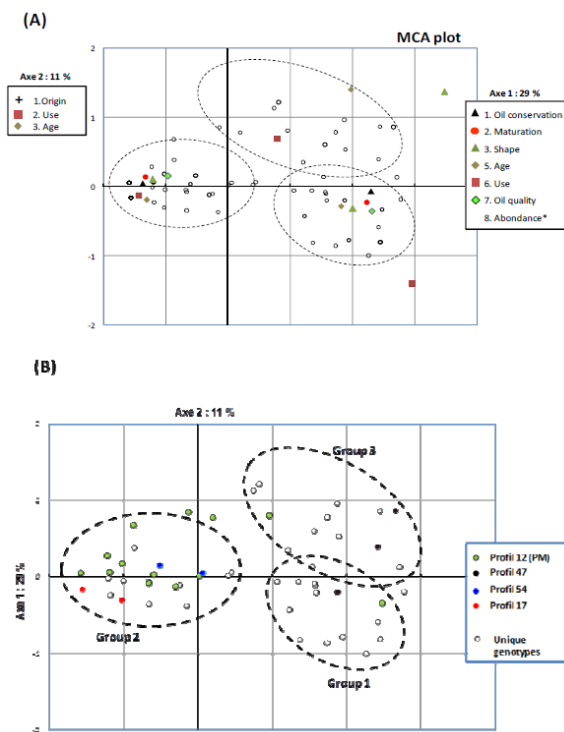 (A)
MCA plot
Axe 2 : 11 %
1.Origin
2. Use
3. Age
2
1
0
-1
-2
Axe 1 : 29 %
1. Oil conservation
2. Maturation
3. Shape
5. Age
6. Use
7. Oil quality
8. Abondance*
(B)
Axe 2 : 11 %
Axe 1 : 29 %
Group 3
Group 2
Group 1
Profil 12 (PM)
Profil 47
Profil 54
Profil 17
Unique
genotypes